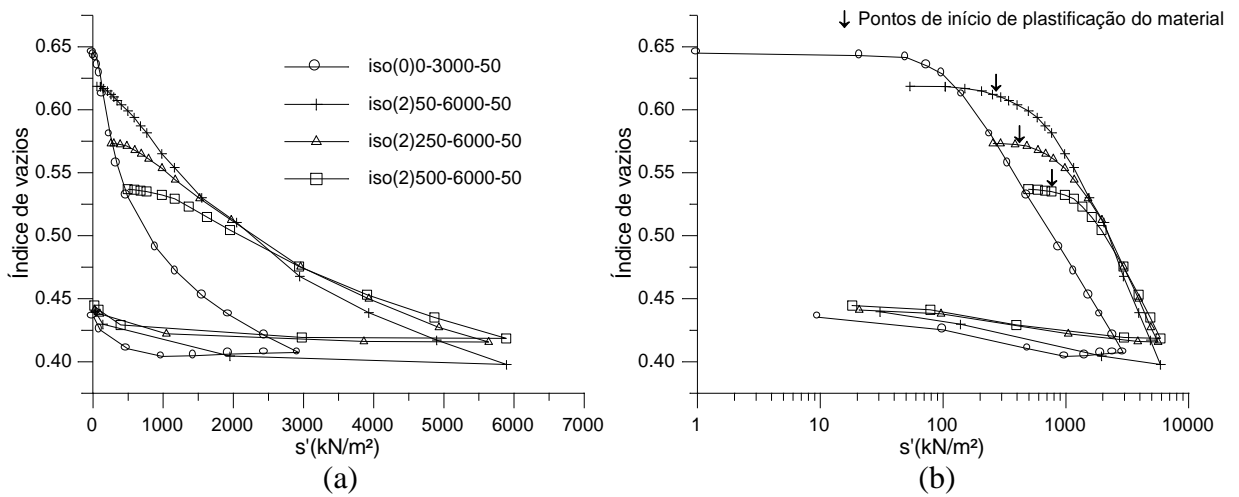 Índice de vazios
0.65
0.60
0.55
0.50
0.45
0.40
0 1000 2000 3000 4000 5000 6000 7000
s'(kN/m²)
(a)
iso(0)0-3000-50
iso(2)50-6000-50
iso(2)250-6000-50
iso(2)500-6000-50
Pontos de início de plastificação do material
Índice de vazios
0.65
0.60
0.55
0.50
0.45
0.40
1 10 100 1000 10000
s'(kN/m²)
(b)